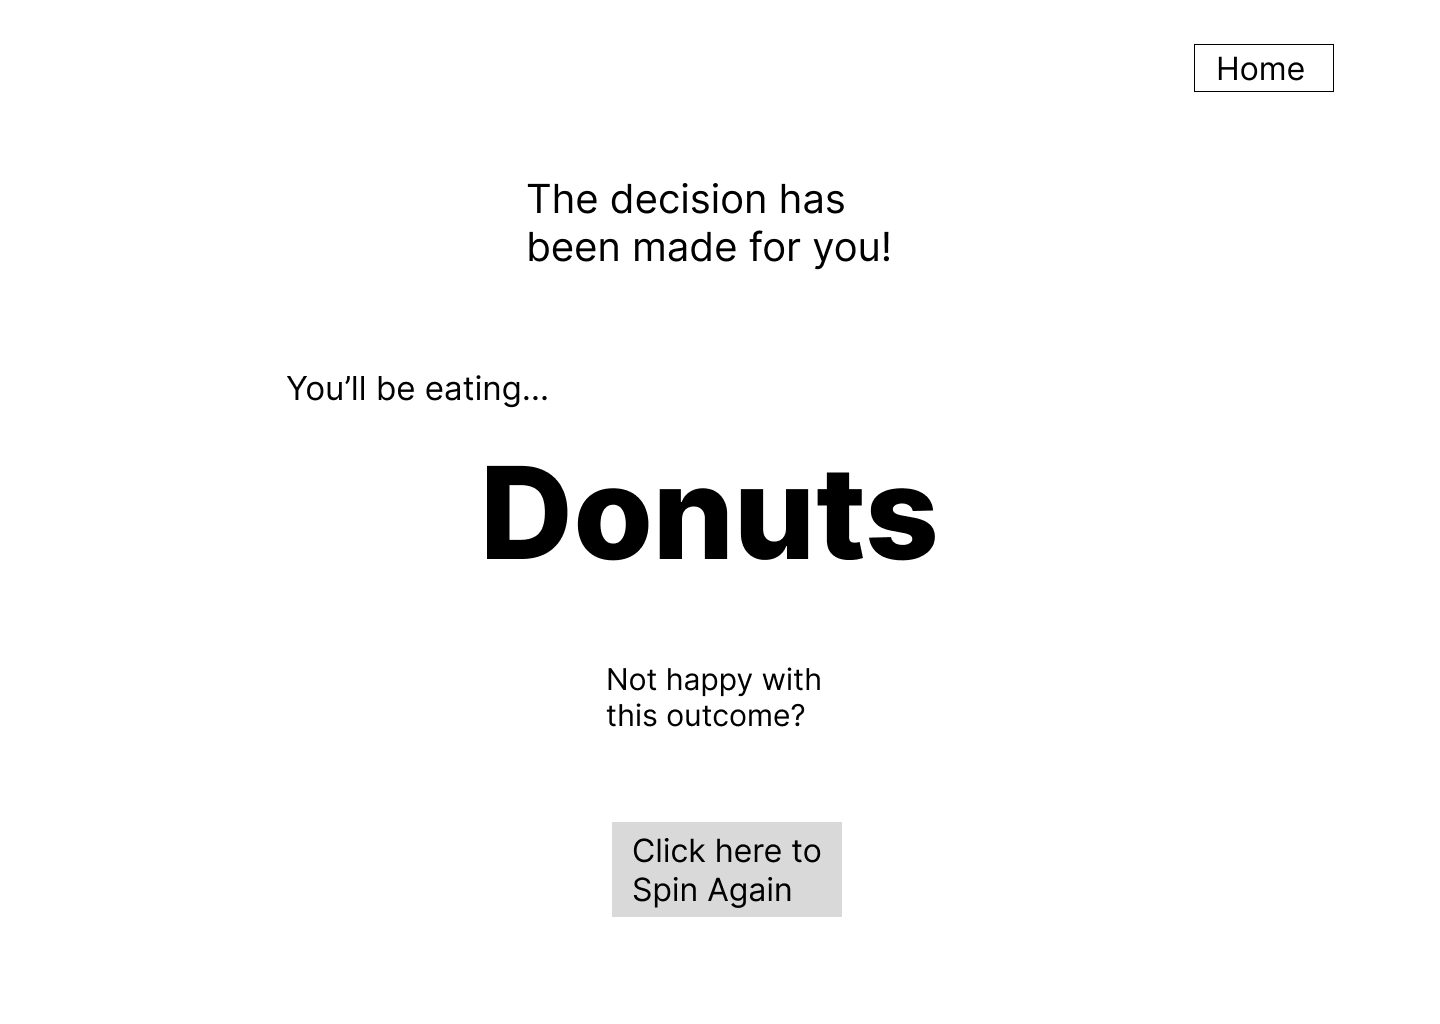 Home
The decision has
been made for you!
You’ll be eating...
Donuts
Not happy with
this outcome?
Click here to
Spin Again